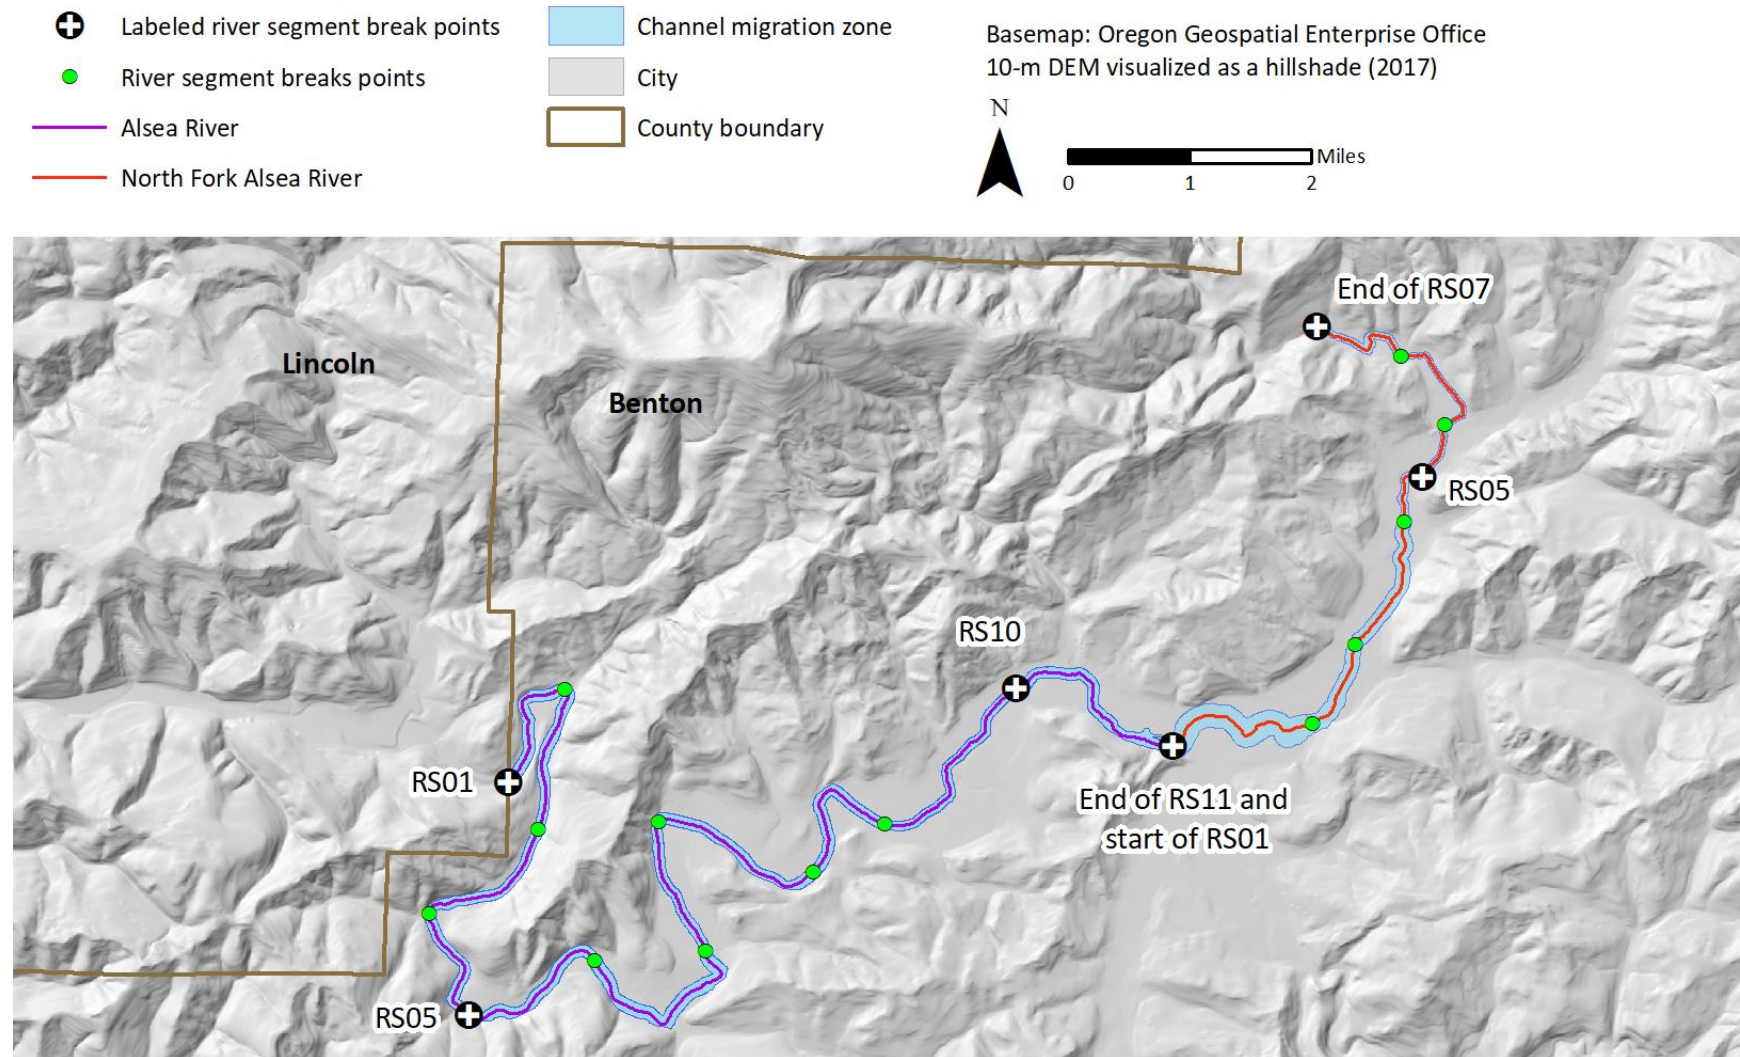 Labeled river segment break points
River segment breaks points
Alsea River
North Fork Alsea River
Channel migration zone
City
County boundary
Basemap: Oregon Geospatial Enterprise Office
10-m DEM visualized as a hillshade (2017)
N
Miles
0 1 2
End of RS07
Lincoln
Benton
RS05
RS10
RS01
End of RS11 and
start of RS01
RS05